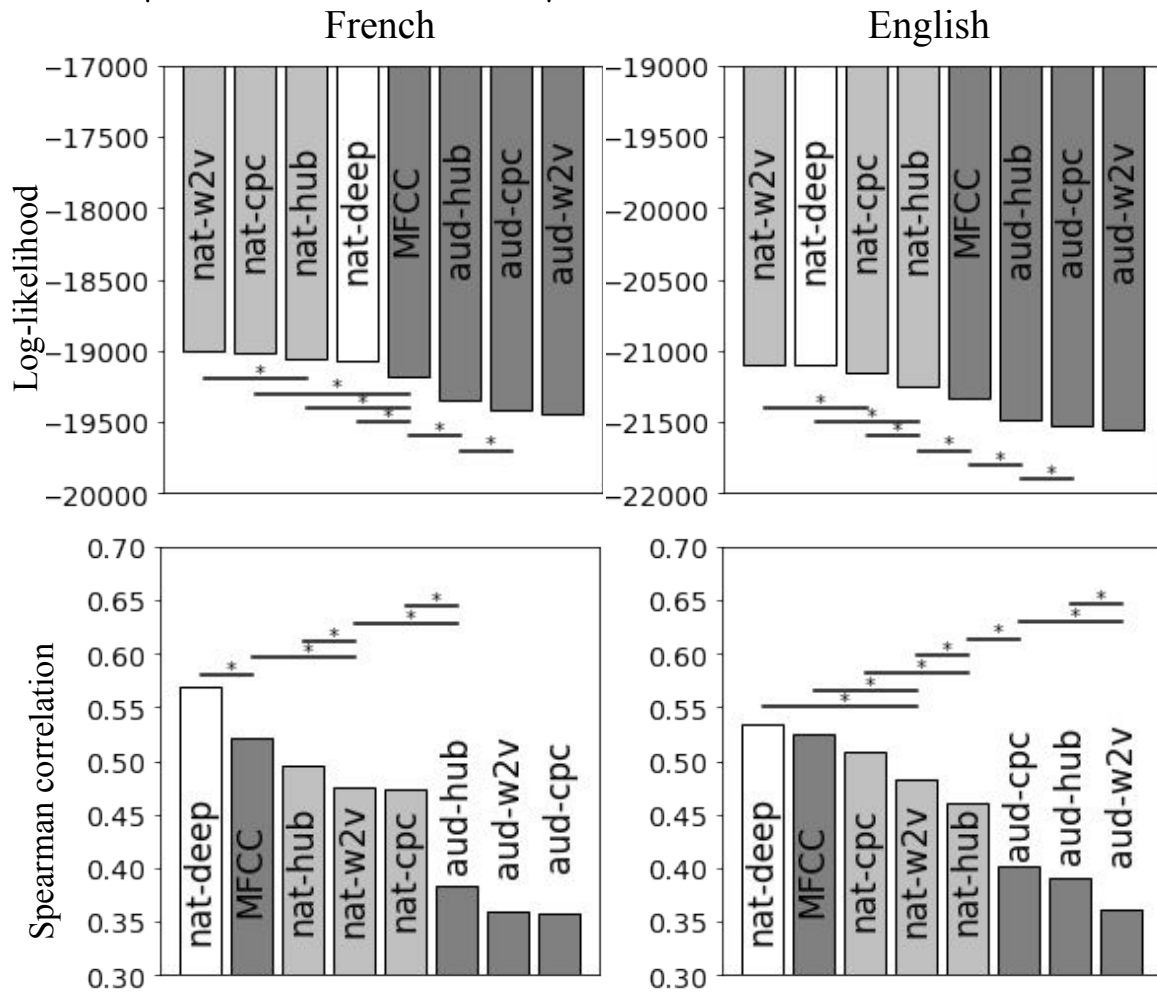 French
English
Log-likelihood
−17000
−17500
−18000
−18500
−19000
−19500
−20000
nat-w2v
nat-cpc
nat-hub
nat-deep
MFCC
aud-hub
aud-cpc
aud-w2v
* * * * * *
−19000
−19500
−20000
−20500
−21000
−21500
−22000
nat-w2v
nat-deep
nat-cpc
nat-hub
MFCC
aud-hub
aud-cpc
aud-w2v
* * * * * *
Spearman correlation
0.70
0.65
0.60
0.55
0.50
0.45
0.40
0.35
0.30
nat-deep
MFCC
nat-hub
nat-w2v
nat-cpc
aud-hub
aud-w2v
aud-cpc
* * * * *
0.70
0.65
0.60
0.55
0.50
0.45
0.40
0.35
0.30
nat-deep
MFCC
nat-cpc
nat-w2v
nat-hub
aud-cpc
aud-hub
aud-w2v
* * * * * * *